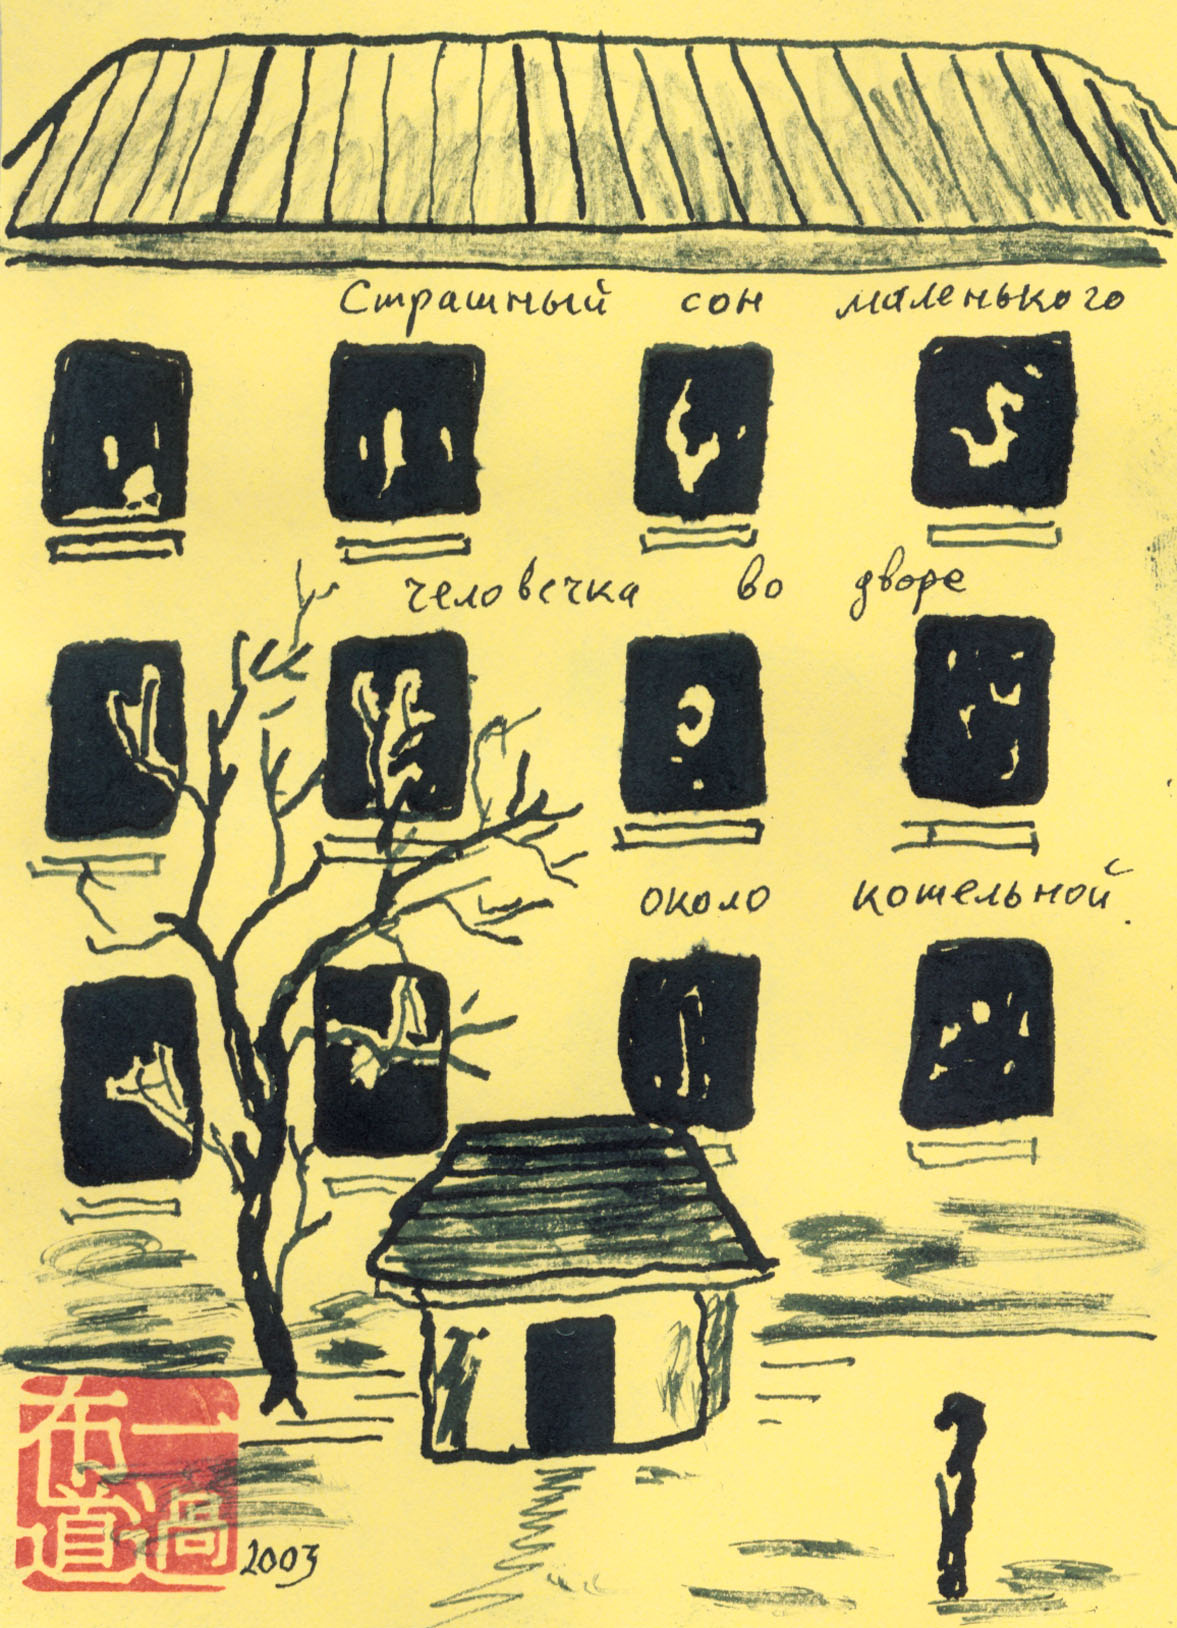 Страшный сон маленького
человечка во дворе
около котельной.
2003